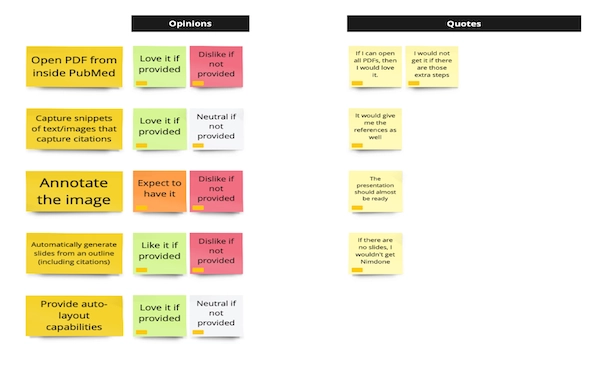 Opinions
Quotes
Open PDF from
inside PubMed
Love it if
provided
Dislike if
not
provided
If I can open
all PDFs, then
I would love
it.
I would not
get it if there
are those
extra steps
Capture snippets
of text/images that
capture citations
Love it if
provided
Neutral if
not
provided
It would give
me the
references as
well
Annotate
the image
Expect to
have it
Dislike if
not
provided
The
presentation
should almost
be ready
Automatically generate
slides from an outline
(including citations)
Like it if
provided
Dislike if
not
provided
If there are
no slides, I
wouldn't get
Nimdone
Provide auto-
layout
capabilities
Love it if
provided
Neutral if
not
provided